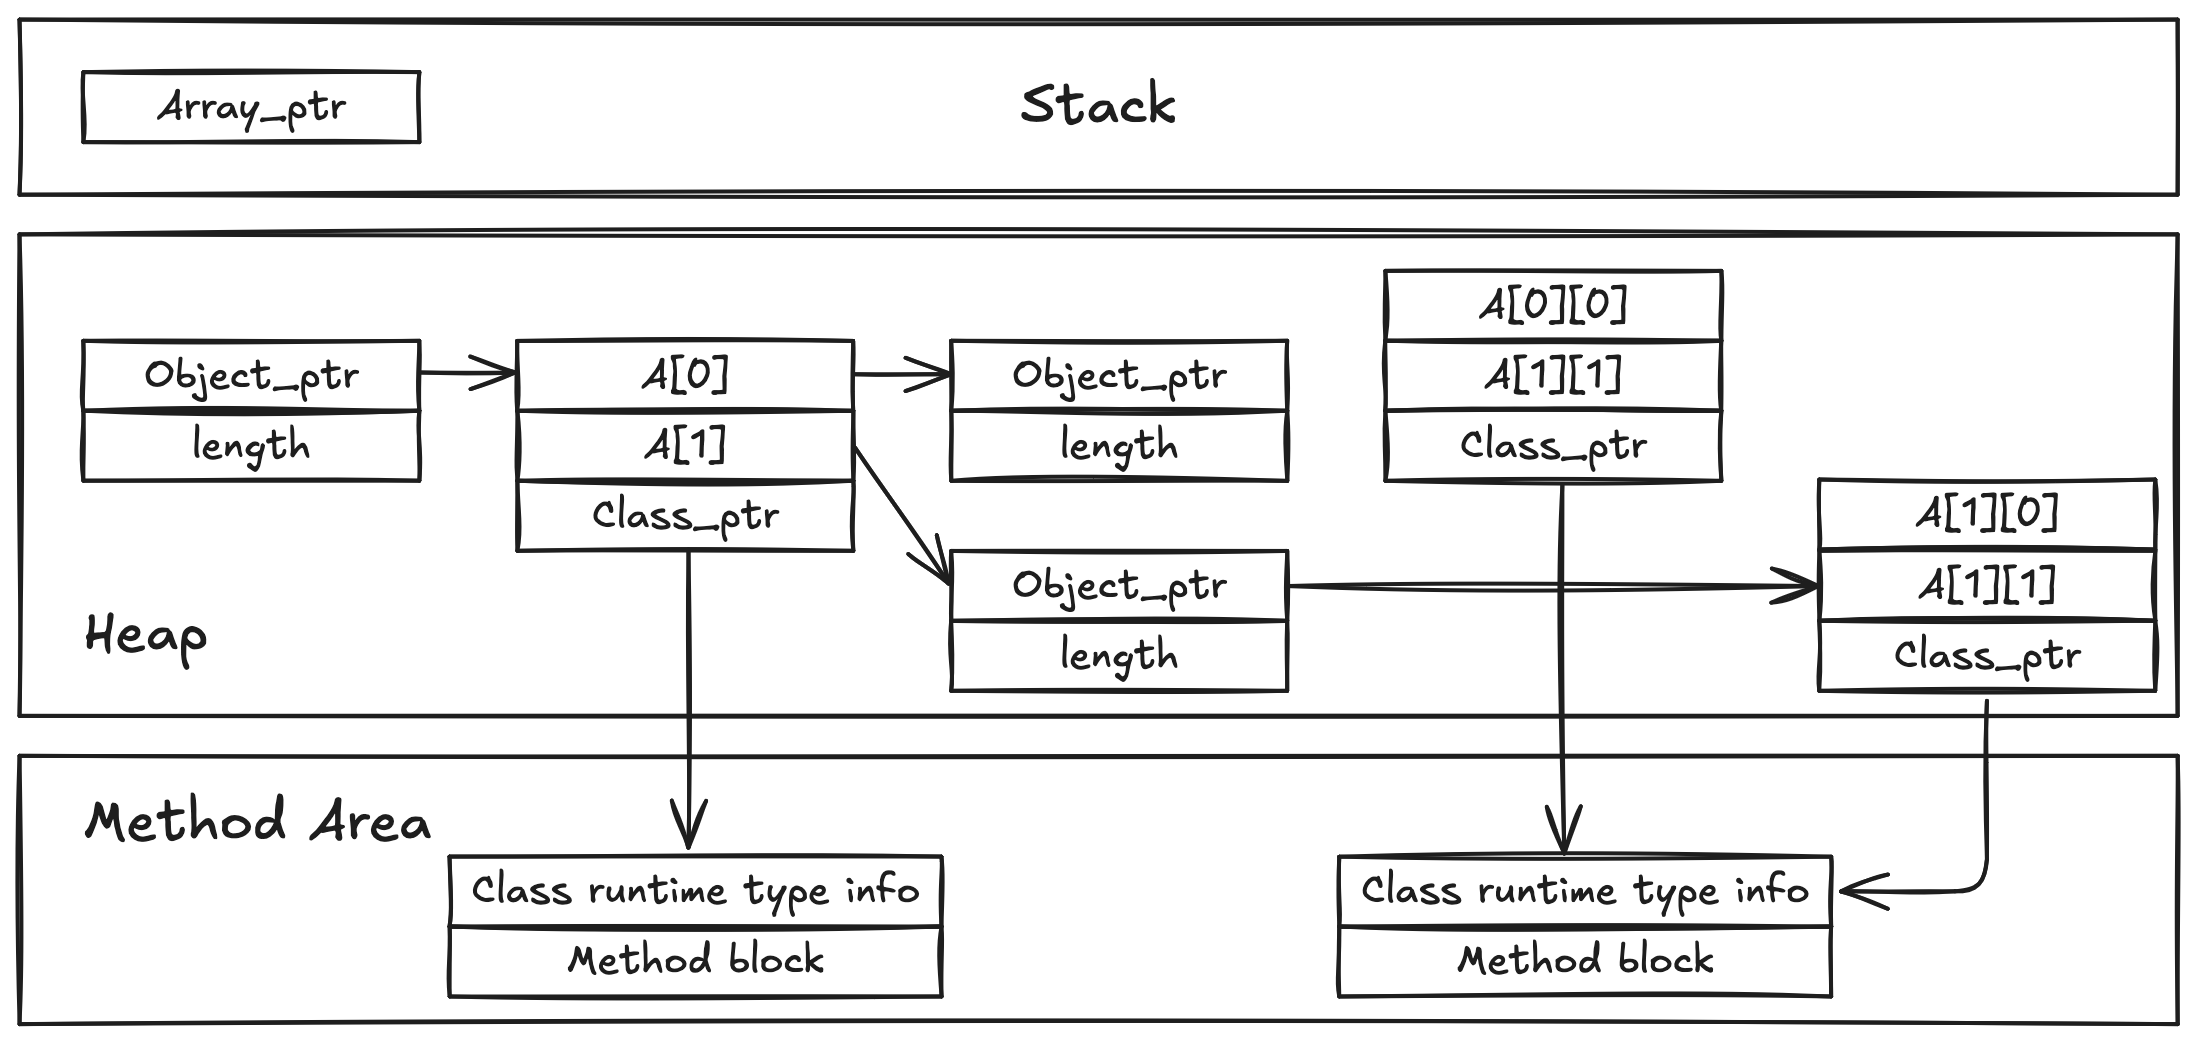 Array_ptr
Stack
Object_ptr
length
A[0]
A[1]
Class_ptr
Object_ptr
length
Object_ptr
length
A[0][0]
A[1][1]
Class_ptr
A[1][0]
A[1][1]
Class_ptr
Heap
Method Area
Class runtime type info
Method block
Class runtime type info
Method block